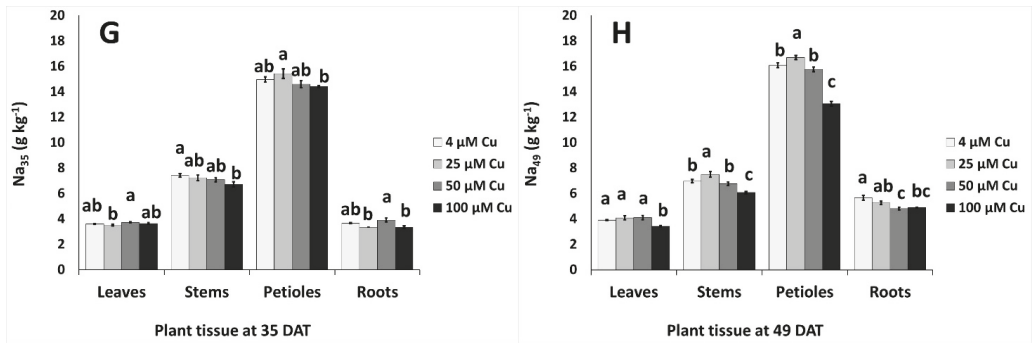 G
Na35 (g kg-1)
20
18
16
14
12
10
8
6
4
2
0
ab b a ab
a ab ab b
ab a ab b
ab b a b
Leaves Stems Petioles Roots
Plant tissue at 35 DAT
4 µM Cu
25 µM Cu
50 µM Cu
100 µM Cu
H
Na49 (g kg-1)
20
18
16
14
12
10
8
6
4
2
0
a a a b
b a b c
b a b c
a ab c bc
Leaves Stems Petioles Roots
Plant tissue at 49 DAT
4 µM Cu
25 µM Cu
50 µM Cu
100 µM Cu